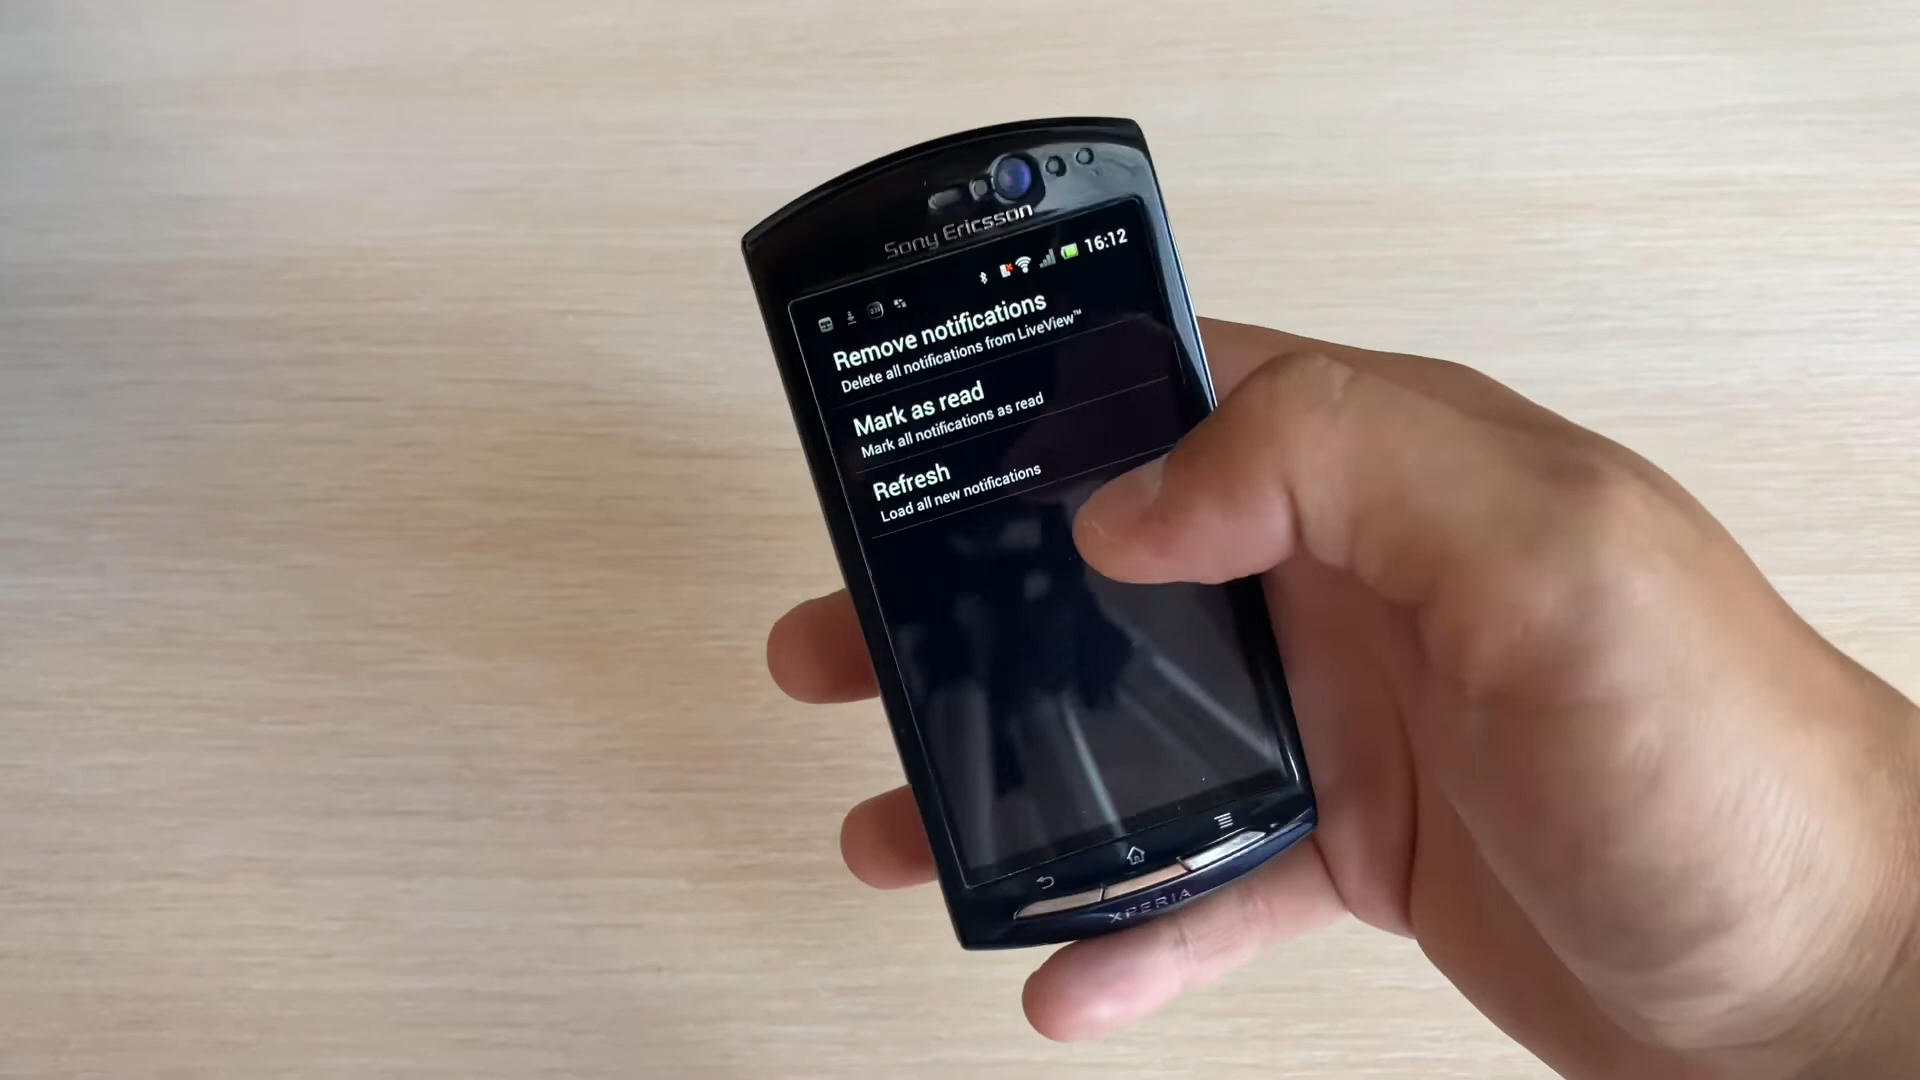 Sony Ericsson
16:12
Remove notifications
Delete all notifications from LiveView™
Mark as read
Mark all notifications as read
Refresh
Load all new notifications
XPERIA